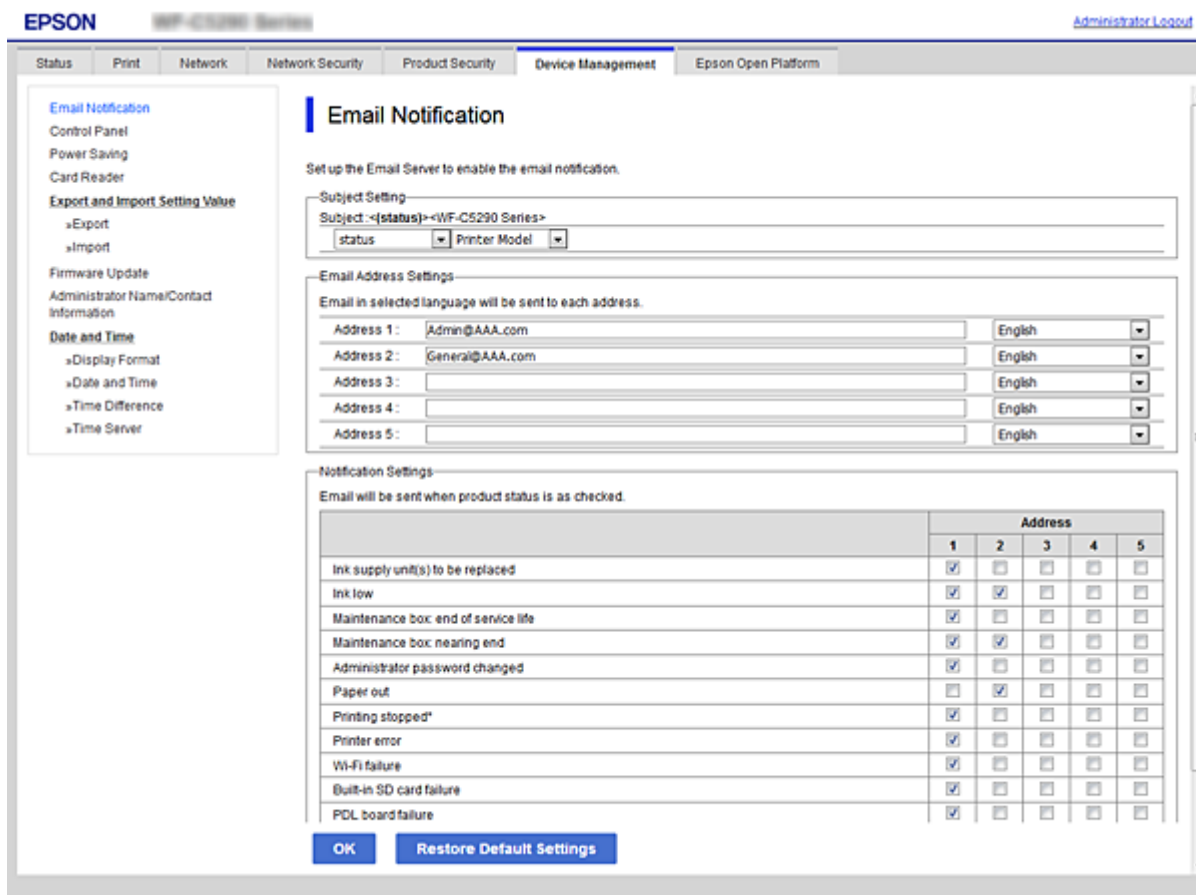 EPSON
WF-C5290 Series
Administrator Logout
Status Print Network Network Security Product Security Device Management Epson Open Platform
Email Notification
Control Panel
Power Saving
Card Reader
Export and Import Setting Value
»Export
»Import
Firmware Update
Administrator Name/Contact
Information
Date and Time
»Display Format
»Date and Time
»Time Difference
»Time Server
Email Notification
Set up the Email Server to enable the email notification.
Subject Setting
Subject :<(status)><WF-C5290 Series>
status Printer Model
Email Address Settings
Email in selected language will be sent to each address.
Address 1 : Admin@AAA.com English
Address 2 : General@AAA.com English
Address 3 : English
Address 4 : English
Address 5 : English
Notification Settings
Email will be sent when product status is as checked.
Address
1 2 3 4 5
Ink supply unit(s) to be replaced
Ink low
Maintenance box: end of service life
Maintenance box: nearing end
Administrator password changed
Paper out
Printing stopped*
Printer error
Wi-Fi failure
Built-in SD card failure
PDL board failure
OK Restore Default Settings